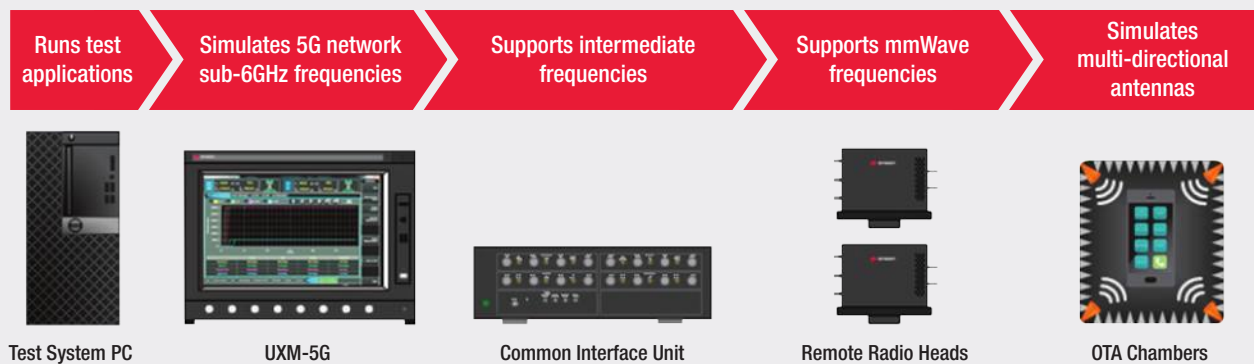 Runs test
applications
Simulates 5G network
sub-6GHz frequencies
Supports intermediate
frequencies
Supports mmWave
frequencies
Simulates
multi-directional
antennas
Test System PC
UXM-5G
Common Interface Unit
Remote Radio Heads
OTA Chambers